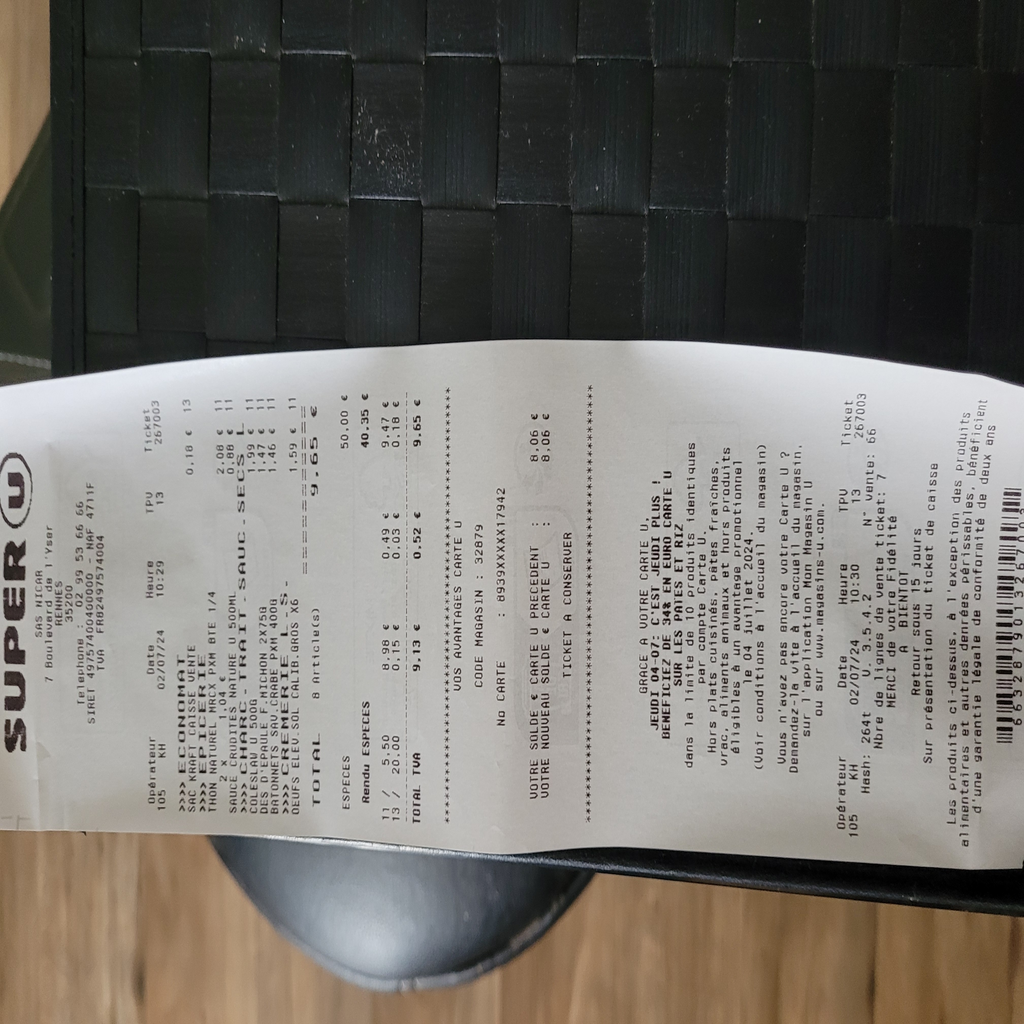 SUPER U
SAS NICAR
7 Boulevard de l'Yser
RENNES
35200
Telephone : 02 99 53 66 66
SIRET 49757400400000 - NAF 4711F
TVA FR82497574004
Opérateur Date Heure TPV Ticket
105 KH 02/07/24 10:29 13 267003
>>>> ECONOMAT
SAC KRAFT CAISSE VENTE 0.18 € 13
>>>> EPICERIE
THON NATUREL MRCX PXM BTE 1/4
2 x 1.04 € 2.08 € 11
SAUCE CRUDITES NATURE U 500ML 0.88 € 11
>>>> CHARC-TRAIT-SAUC.SECS L
COLESLAW U 500G 1.99 € 11
DES D'EPAULE MICHON 2X75G 1.47 € 11
BATONNETS SAV.CRABE PXM 400G 1.46 € 11
>>>> CREMERIE L-S-
OEUFS ELEV.SOL CALIB.GROS X6 1.59 € 11
===========
TOTAL 8 Article(s) 9.65 €
ESPECES 50.00 €
Rendu ESPECES 40.35 €
11 / 5.50 8.98 € 0.49 € 9.47 €
13 / 20.00 0.15 € 0.03 € 0.18 €
TOTAL TVA 9.13 € 0.52 € 9.65 €
******************************************
VOS AVANTAGES CARTE U
CODE MAGASIN : 32879
No CARTE : 8939XXXXXX17942
VOTRE SOLDE € CARTE U PRECEDENT : 8.06 €
VOTRE NOUVEAU SOLDE € CARTE U : 8.06 €
TICKET A CONSERVER
******************************************
GRACE A VOTRE CARTE U,
JEUDI 04-07: C'EST JEUDI PLUS !
BENEFICIEZ DE 34% EN EURO CARTE U
SUR LES PATES ET RIZ
dans la limite de 10 produits identiques
par compte Carte U.
Hors plats cuisinés, pâtes fraîches,
vrac, aliments animaux et hors produits
éligibles à un avantage promotionnel
le 04 juillet 2024.
(Voir conditions à l'accueil du magasin)
Vous n'avez pas encore votre Carte U ?
Demandez-la vite à l'accueil du magasin,
sur l'application Mon Magasin U
ou sur www.magasins-u.com.
Opérateur Date Heure TPV Ticket
105 KH 02/07/24 10:30 13 267003
Hash: 264t V. 3.5.4.2 N° Vente: 66
Nbre de lignes de vente ticket: 7
MERCI de votre Fidélité
A BIENTOT
Retour sous 15 jours
Sur présentation du ticket de caisse
Les produits ci-dessus, à l'exception des produits
alimentaires et autres denrées périssables, bénéficient
d'une garantie légale de conformité de deux ans